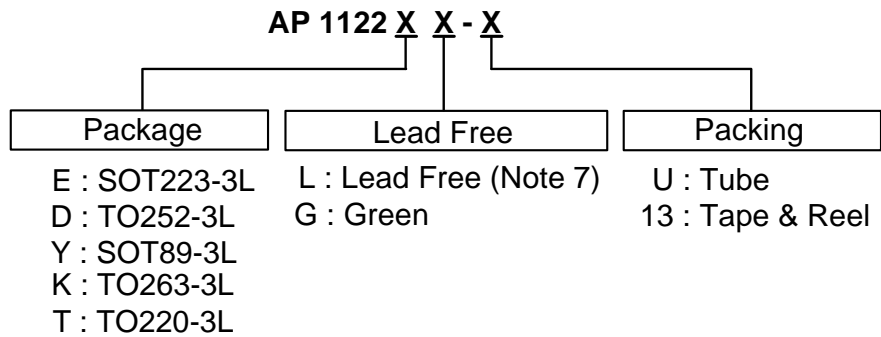 AP 1122 X X - X
Package
E : SOT223-3L
D : TO252-3L
Y : SOT89-3L
K : TO263-3L
T : TO220-3L
Lead Free
L : Lead Free (Note 7)
G : Green
Packing
U : Tube
13 : Tape & Reel